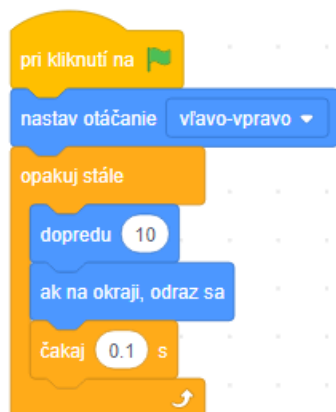 pri kliknutí na
nastav otáčanie vľavo-vpravo
opakuj stále
dopredu 10
ak na okraji, odraz sa
čakaj 0.1 s